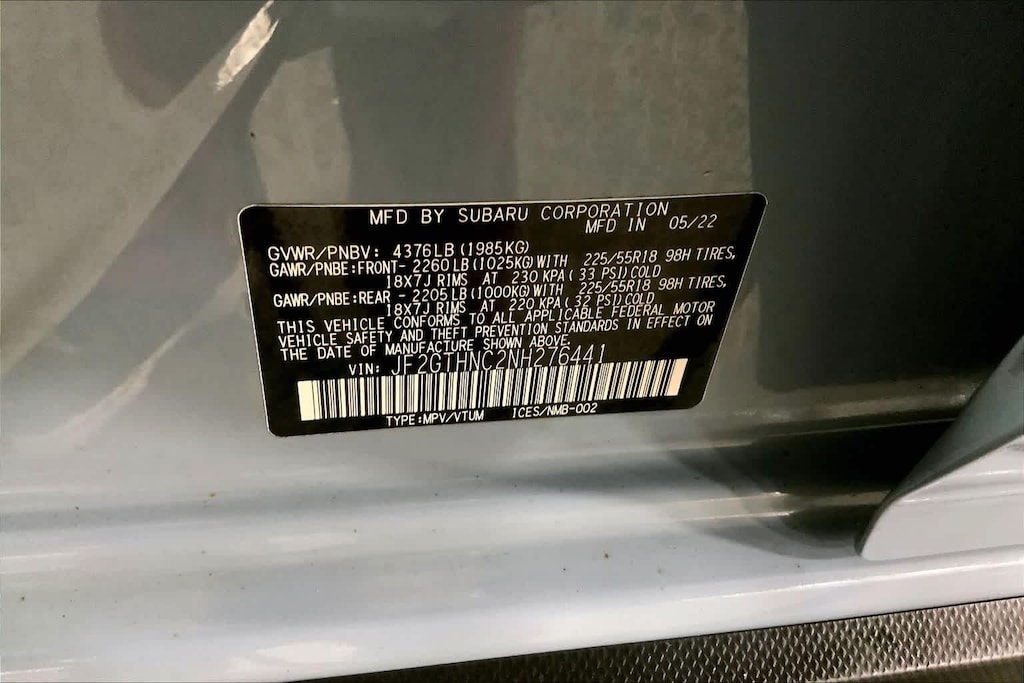 MFD BY SUBARU CORPORATION
MFD IN 05/22
GVWR/PNBV: 4376LB(1985KG)
GAWR/PNBE:FRONT- 2260LB(1025KG)WITH 225/55R18 98H TIRES,
18X7J RIMS AT 230 KPA( 33 PSI)COLD
GAWR/PNBE:REAR - 2205LB(1000KG)WITH 225/55R18 98H TIRES,
18X7J RIMS AT 220 KPA( 32 PSI)COLD
THIS VEHICLE CONFORMS TO ALL APPLICABLE FEDERAL MOTOR
VEHICLE SAFETY AND THEFT PREVENTION STANDARDS IN EFFECT ON
THE DATE OF MANUFACTURE SHOWN ABOVE.
VIN: JF2GTHNC2NH276441
TYPE:MPV/VTUM ICES/NMB-002